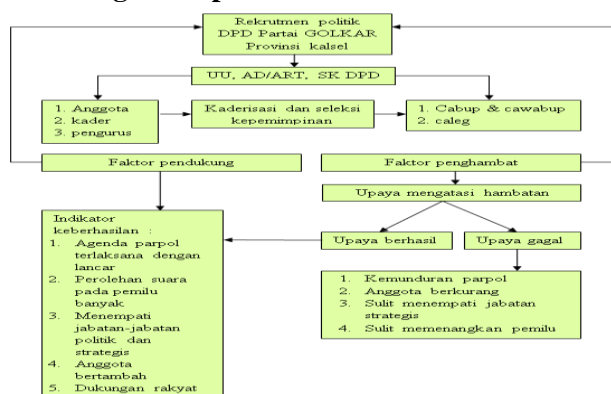 Rekrutmen politik
DPD Partai GOLKAR
Provinsi kalsel
UU, AD/ART, SK DPD
1. Anggota
2. kader
3. pengurus
Kaderisasi dan seleksi
kepemimpinan
1. Cabup & cawabup
2. caleg
Faktor pendukung
Faktor penghambat
Upaya mengatasi hambatan
Indikator
keberhasilan :
1. Agenda parpol
terlaksana dengan
lancar
2. Perolehan suara
pada pemilu
banyak
3. Menempati
jabatan-jabatan
politik dan
strategis
4. Anggota
bertambah
5. Dukungan rakyat
Upaya berhasil
Upaya gagal
1. Kemunduran parpol
2. Anggota berkurang
3. Sulit menempati jabatan
strategis
4. Sulit memenangkan pemilu